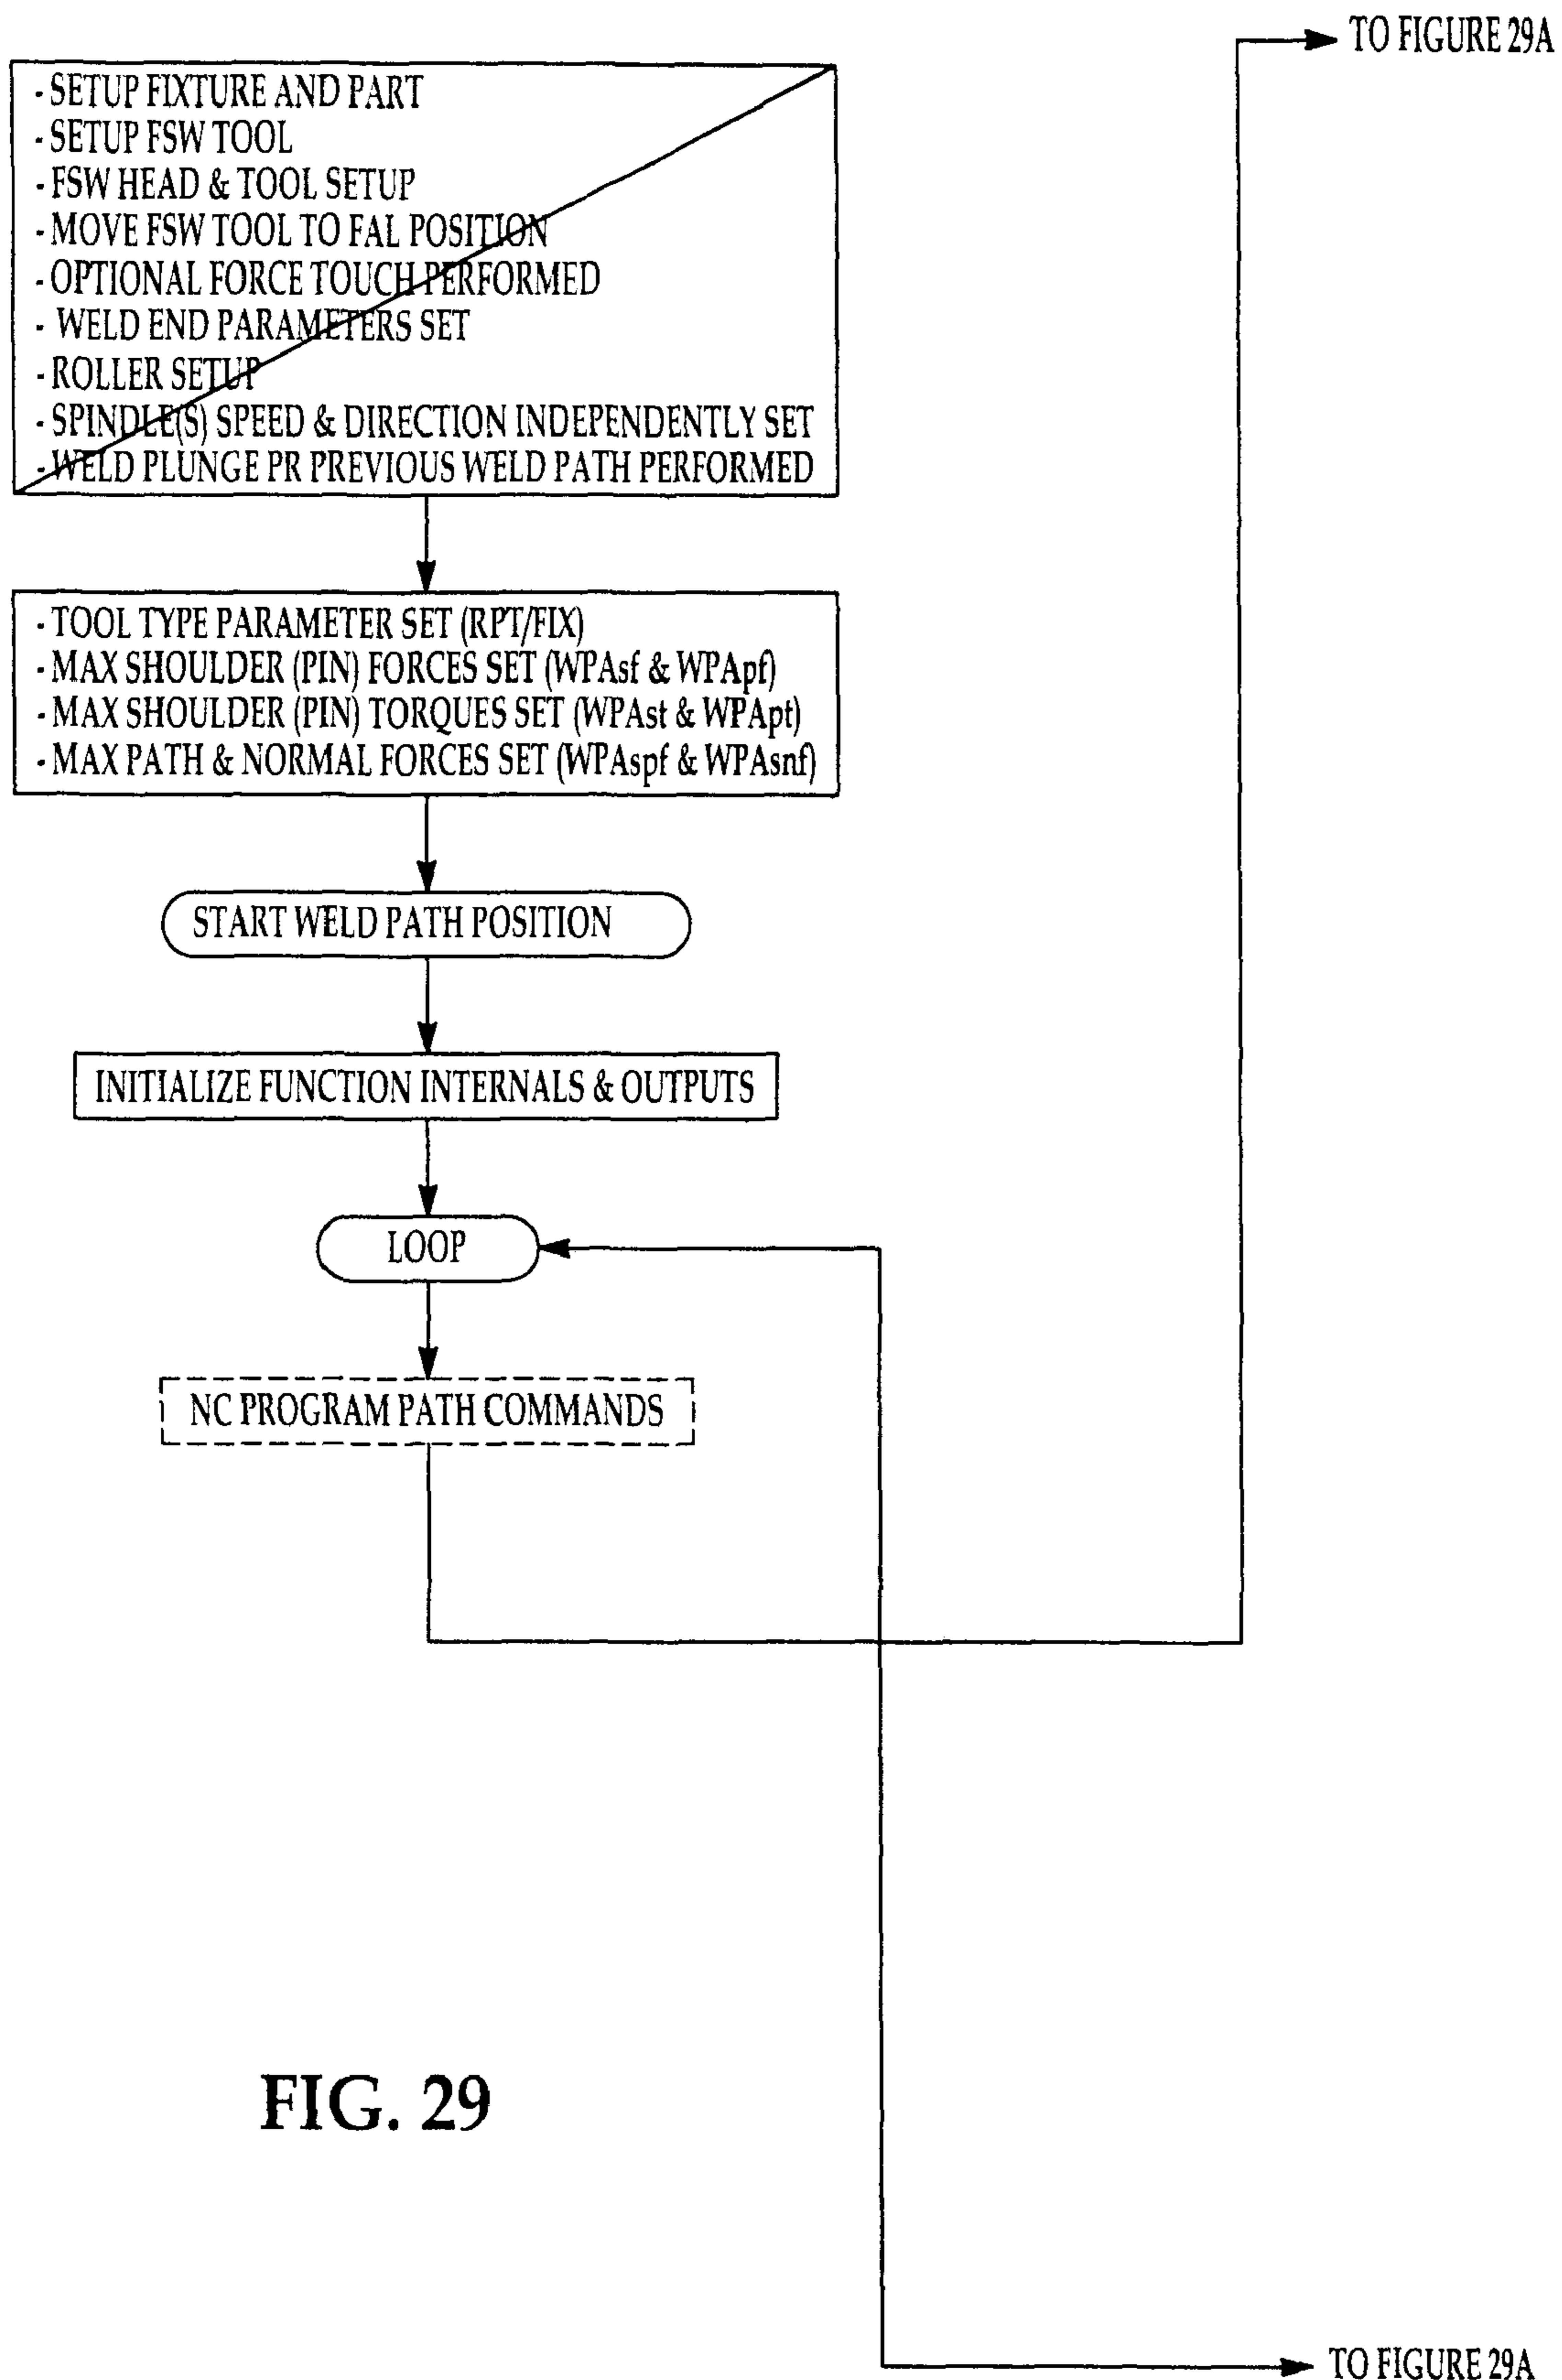 TO FIGURE 29A
- SETUP FIXTURE AND PART
- SETUP FSW TOOL
- FSW HEAD & TOOL SETUP
- MOVE FSW TOOL TO FAL POSITION
- OPTIONAL FORCE TOUCH PERFORMED
- WELD END PARAMETERS SET
- ROLLER SETUP
- SPINDLE(S) SPEED & DIRECTION INDEPENDENTLY SET
- WELD PLUNGE PR PREVIOUS WELD PATH PERFORMED
- TOOL TYPE PARAMETER SET (RPT/FIX)
- MAX SHOULDER (PIN) FORCES SET (WPAsf & WPApf)
- MAX SHOULDER (PIN) TORQUES SET (WPAst & WPApt)
- MAX PATH & NORMAL FORCES SET (WPAspf & WPAsnf)
START WELD PATH POSITION
INITIALIZE FUNCTION INTERNALS & OUTPUTS
LOOP
NC PROGRAM PATH COMMANDS
FIG. 29
TO FIGURE 29A